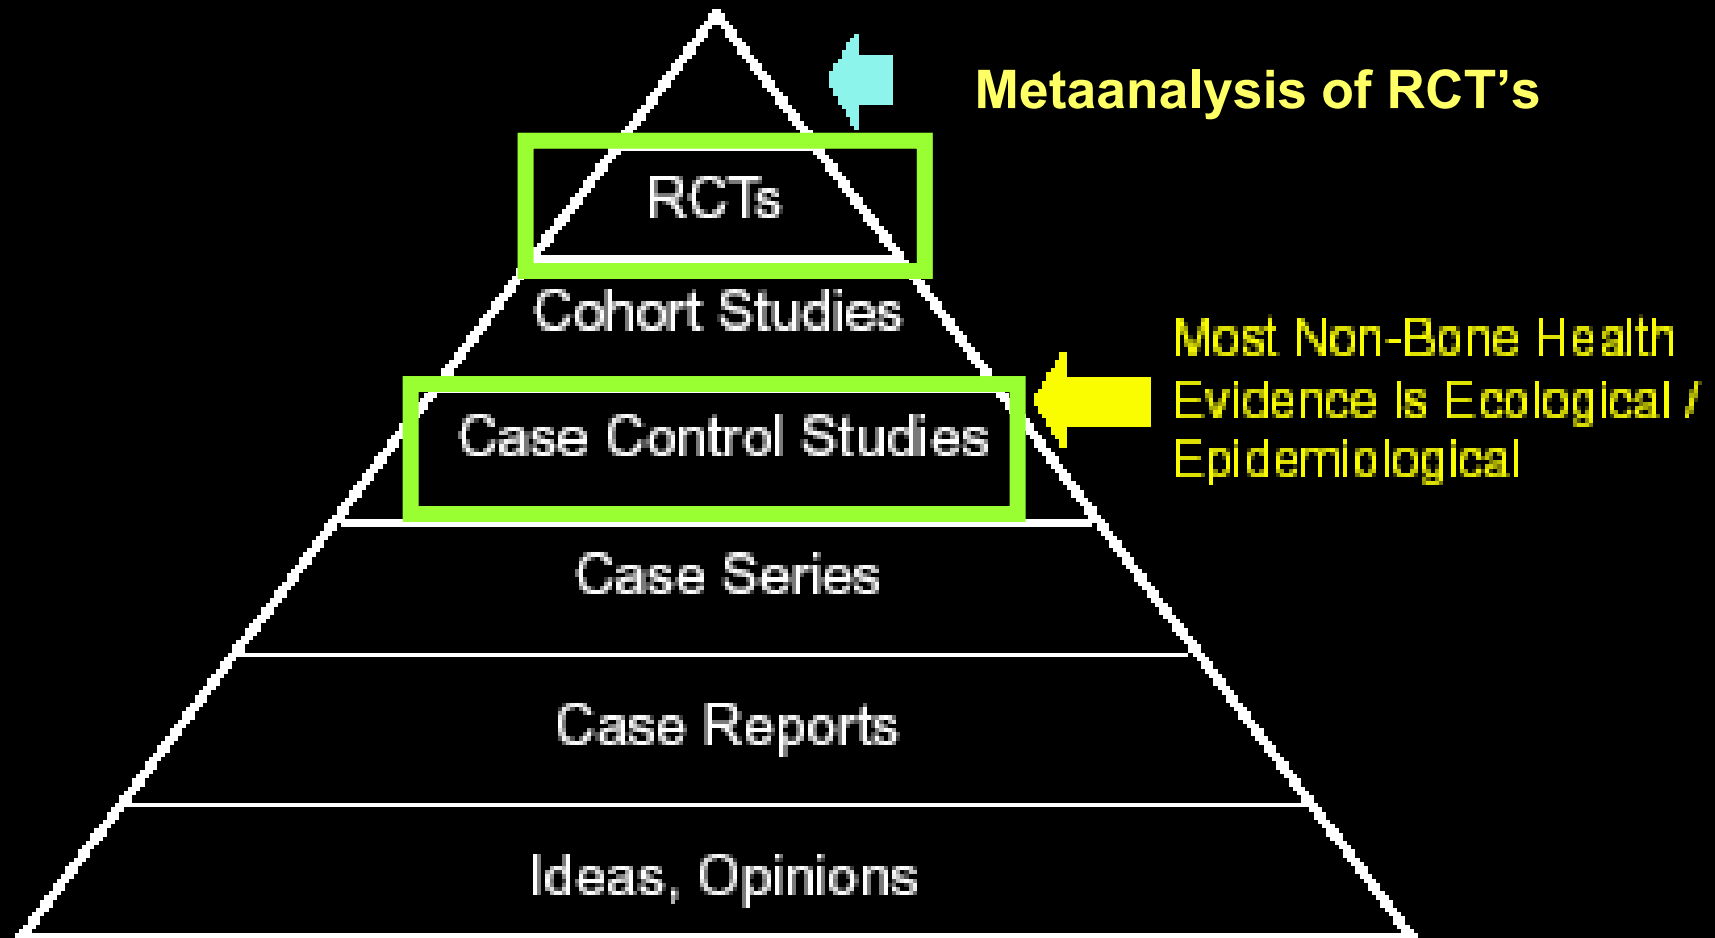 Metaanalysis of RCT’s
RCTs
Cohort Studies
Most Non-Bone Health
Evidence Is Ecological /
Epidemiological
Case Control Studies
Case Series
Case Reports
Ideas, Opinions